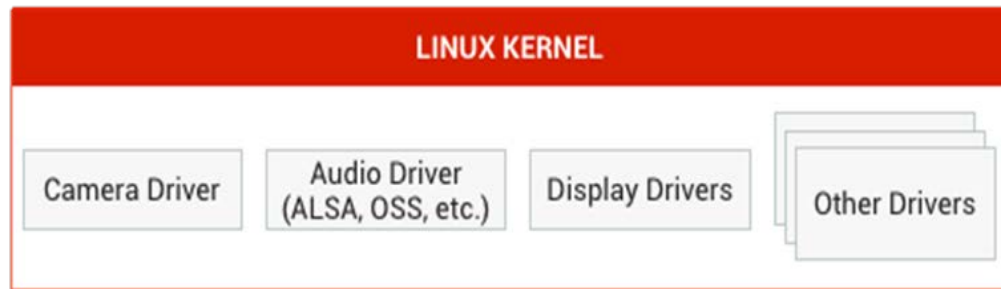 LINUX KERNEL
Camera Driver
Audio Driver
(ALSA, OSS, etc.)
Display Drivers
Other Drivers